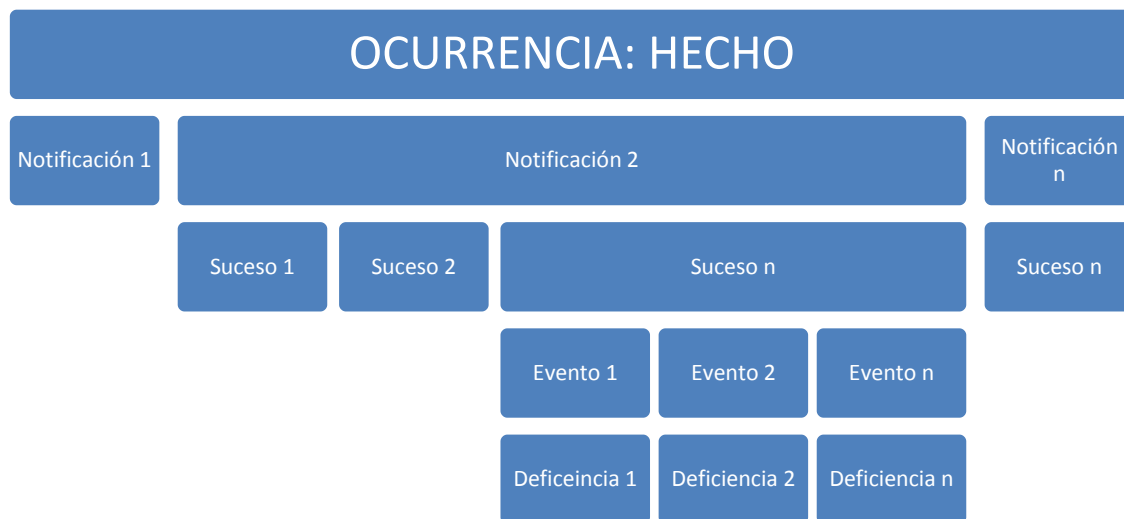 OCURRENCIA: HECHO
Notificación 1
Notificación 2
Notificación
n
Suceso 1
Suceso 2
Suceso n
Suceso n
Evento 1
Evento 2
Evento n
Deficeincia 1
Deficiencia 2
Deficiencia n